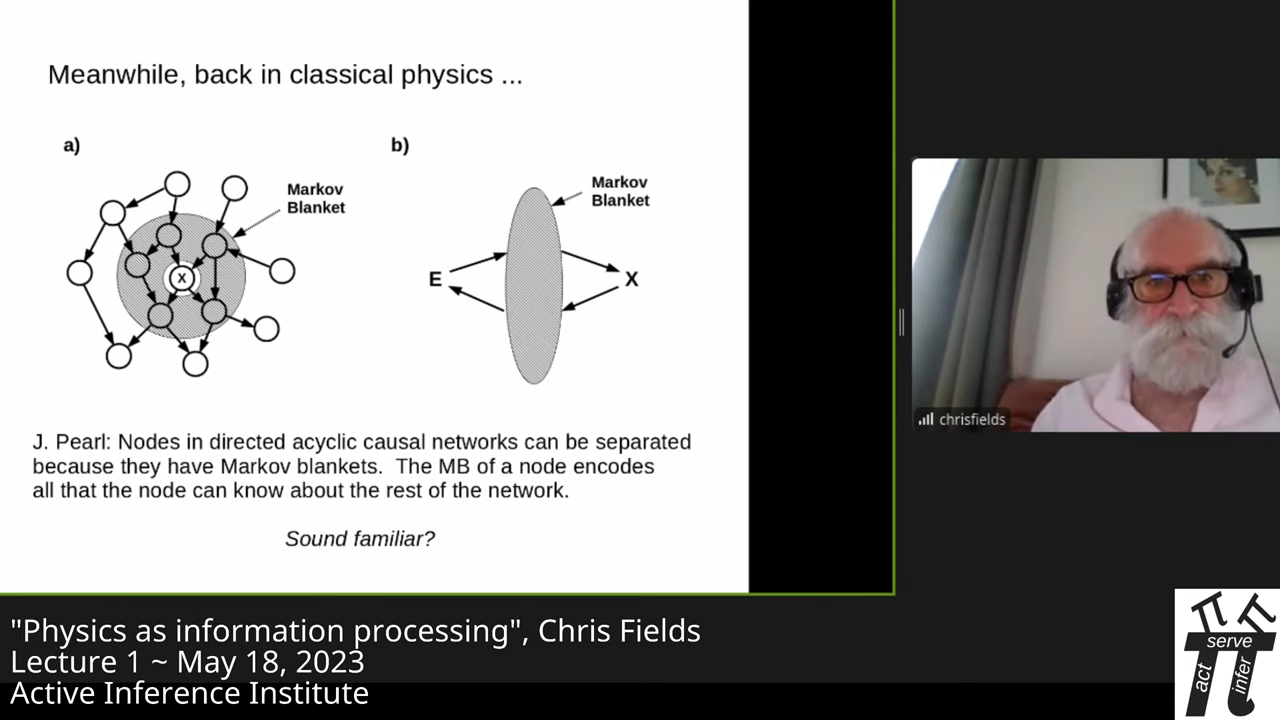 Meanwhile, back in classical physics ...
a)
b)
Markov
Blanket
X
Markov
Blanket
E
X
J. Pearl: Nodes in directed acyclic causal networks can be separated
because they have Markov blankets. The MB of a node encodes
all that the node can know about the rest of the network.
Sound familiar?
chrisfields
"Physics as information processing", Chris Fields
Lecture 1 ~ May 18, 2023
Active Inference Institute
π π
π
serve
act
infer